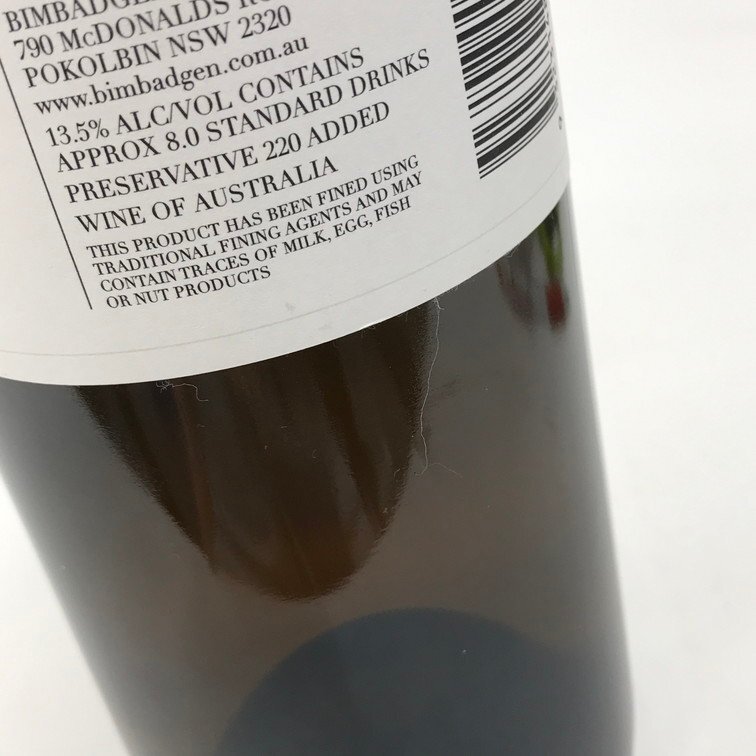 BIMBADGEN
790 McDONALDS
POKOLBIN NSW 2320
www.bimbadgen.com.au
13.5% ALC/VOL CONTAINS
APPROX 8.0 STANDARD DRINKS
PRESERVATIVE 220 ADDED
WINE OF AUSTRALIA
THIS PRODUCT HAS BEEN FINED USING
TRADITIONAL FINING AGENTS AND MAY
CONTAIN TRACES OF MILK, EGG, FISH
OR NUT PRODUCTS